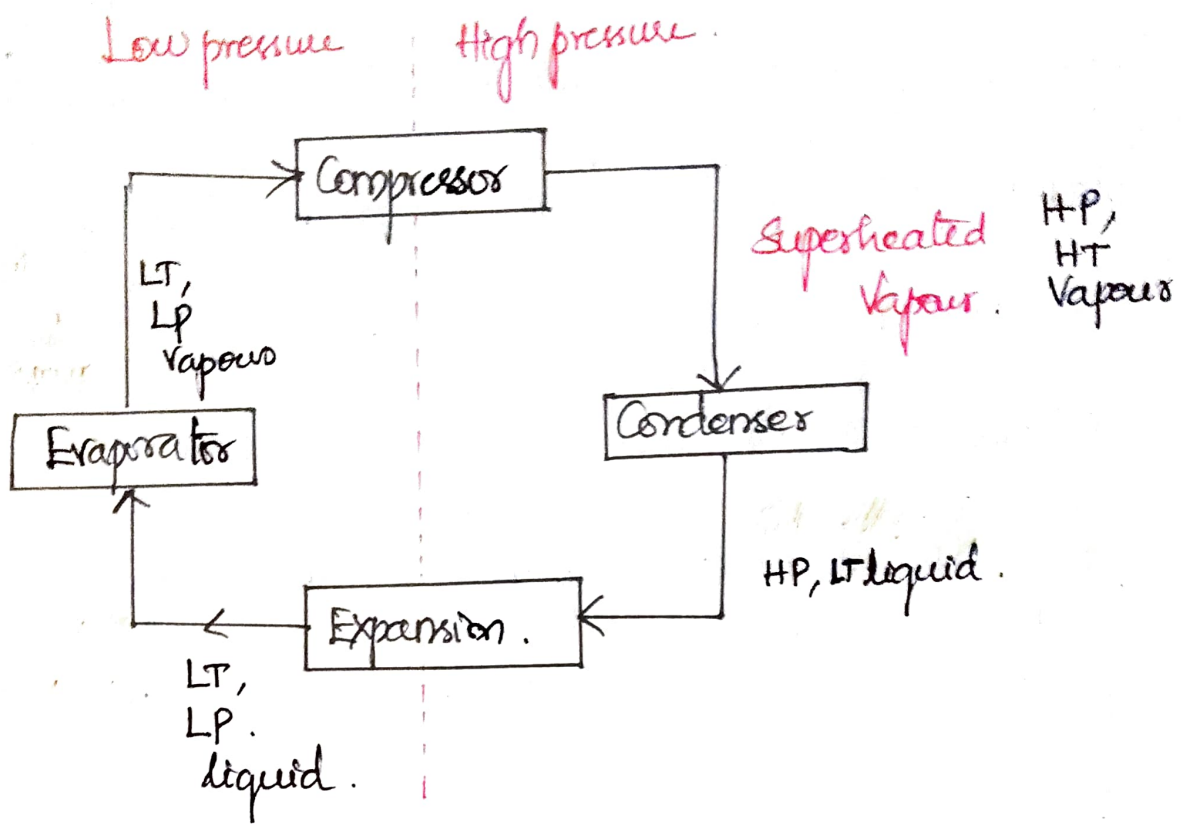 Low pressure
High pressure.
Compressor
Superheated
Vapour.
HP,
HT
Vapour
LT,
LP
vapour
Evaporator
Condenser
HP, LT liquid.
Expansion.
LT,
LP.
liquid.